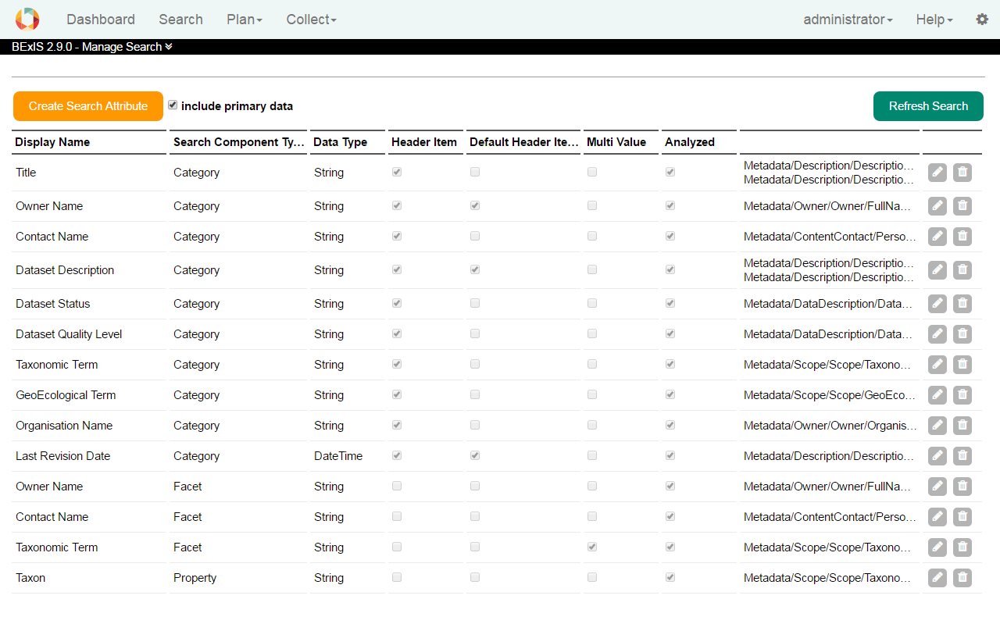 Dashboard Search Plan Collect administrator Help
BExIS 2.9.0 - Manage Search
Create Search Attribute include primary data Refresh Search
Display Name Search Component Ty... Data Type Header Item Default Header Ite... Multi Value Analyzed
Title Category String Metadata/Description/Descriptio...
Metadata/Description/Descriptio...
Owner Name Category String Metadata/Owner/Owner/FullNa...
Contact Name Category String Metadata/ContentContact/Perso...
Dataset Description Category String Metadata/Description/Descriptio...
Metadata/Description/Descriptio...
Dataset Status Category String Metadata/DataDescription/Data...
Dataset Quality Level Category String Metadata/DataDescription/Data...
Taxonomic Term Category String Metadata/Scope/Scope/Taxono...
GeoEcological Term Category String Metadata/Scope/Scope/GeoEco...
Organisation Name Category String Metadata/Owner/Owner/Organis...
Last Revision Date Category DateTime Metadata/Description/Descriptio...
Owner Name Facet String Metadata/Owner/Owner/FullNa...
Contact Name Facet String Metadata/ContentContact/Perso...
Taxonomic Term Facet String Metadata/Scope/Scope/Taxono...
Taxon Property String Metadata/Scope/Scope/Taxono...